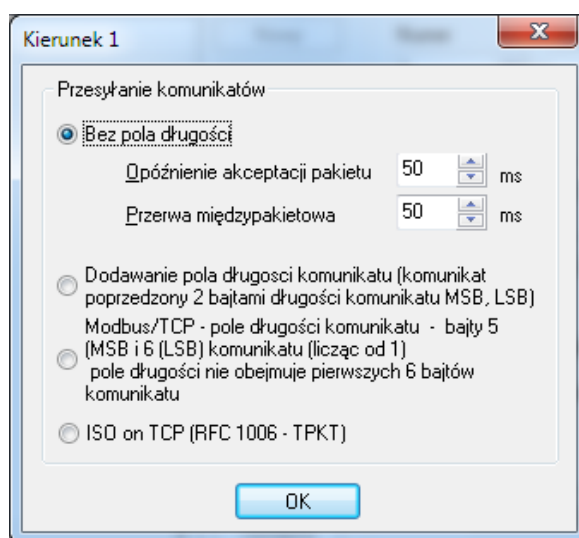 Kierunek 1
Przesyłanie komunikatów
Bez pola długości
Opóźnienie akceptacji pakietu 50 ms
Przerwa międzypakietowa 50 ms
Dodawanie pola długosci komunikatu (komunikat
poprzedzony 2 bajtami długości komunikatu MSB, LSB)
Modbus/TCP - pole długości komunikatu - bajty 5
(MSB i 6 (LSB) komunikatu (licząc od 1)
pole długości nie obejmuje pierwszych 6 bajtów
komunikatu
ISO on TCP (RFC 1006 - TPKT)
OK